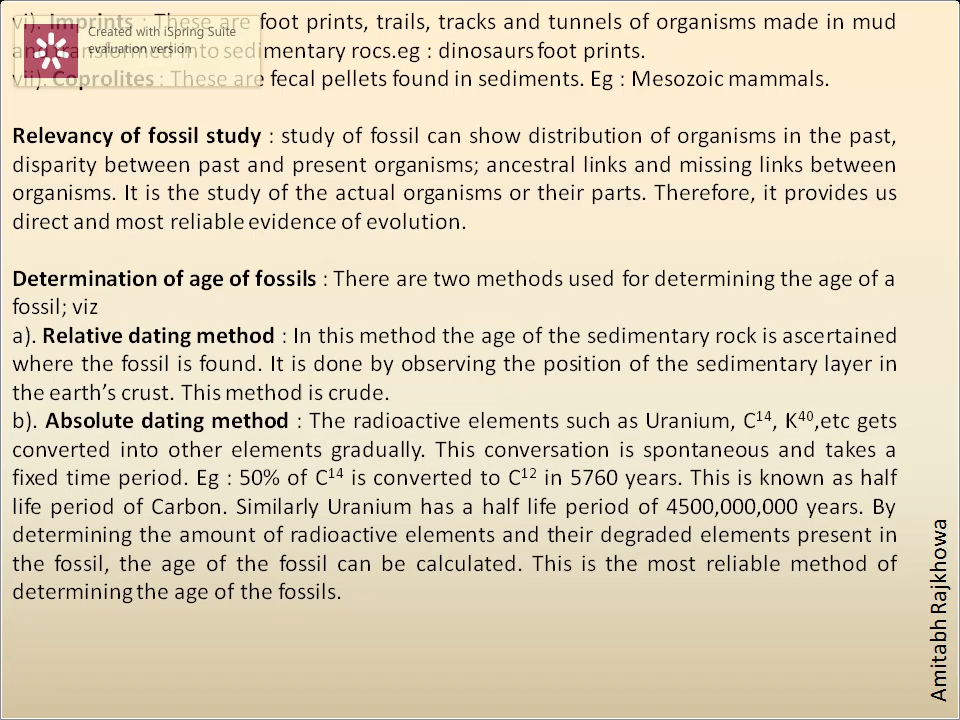 vi). Imprints : These are foot prints, trails, tracks and tunnels of organisms made in mud
Created with iSpring Suite
evaluation version
and transformed into sedimentary rocs.eg : dinosaurs foot prints.
vii). Coprolites : These are fecal pellets found in sediments. Eg : Mesozoic mammals.
Relevancy of fossil study : study of fossil can show distribution of organisms in the past,
disparity between past and present organisms; ancestral links and missing links between
organisms. It is the study of the actual organisms or their parts. Therefore, it provides us
direct and most reliable evidence of evolution.
Determination of age of fossils : There are two methods used for determining the age of a
fossil; viz
a). Relative dating method : In this method the age of the sedimentary rock is ascertained
where the fossil is found. It is done by observing the position of the sedimentary layer in
the earth’s crust. This method is crude.
b). Absolute dating method : The radioactive elements such as Uranium, C14, K40,etc gets
converted into other elements gradually. This conversation is spontaneous and takes a
fixed time period. Eg : 50% of C14 is converted to C12 in 5760 years. This is known as half
life period of Carbon. Similarly Uranium has a half life period of 4500,000,000 years. By
determining the amount of radioactive elements and their degraded elements present in
the fossil, the age of the fossil can be calculated. This is the most reliable method of
determining the age of the fossils.
Amitabh Rajkhowa